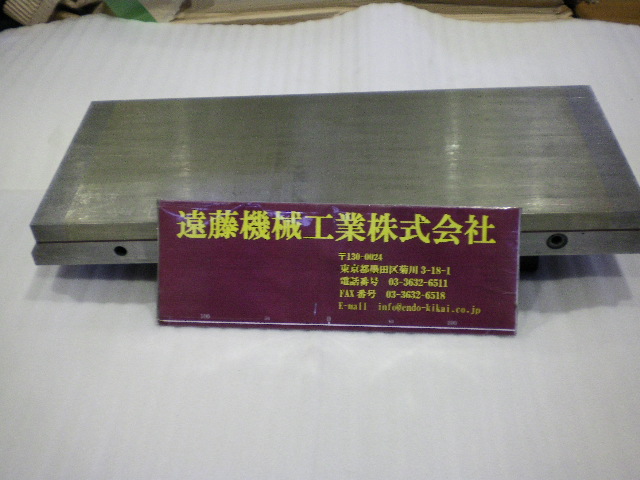 遠藤機械工業株式会社
〒130-0024
東京都墨田区菊川 3-18-1
電話番号 03-3632-6511
FAX番号 03-3632-6518
E-mail info@endo-kikai.co.jp